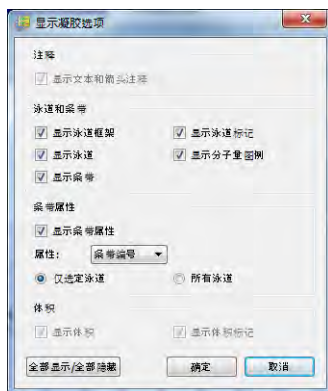 显示凝胶选项
注释
显示文本和箭头注释
泳道和条带
显示泳道框架 显示泳道标记
显示泳道 显示分子量图例
显示条带
条带属性
显示条带属性
属性： 条带编号
仅选定泳道 所有泳道
体积
显示体积 显示体积标记
全部显示/全部隐藏 确定 取消